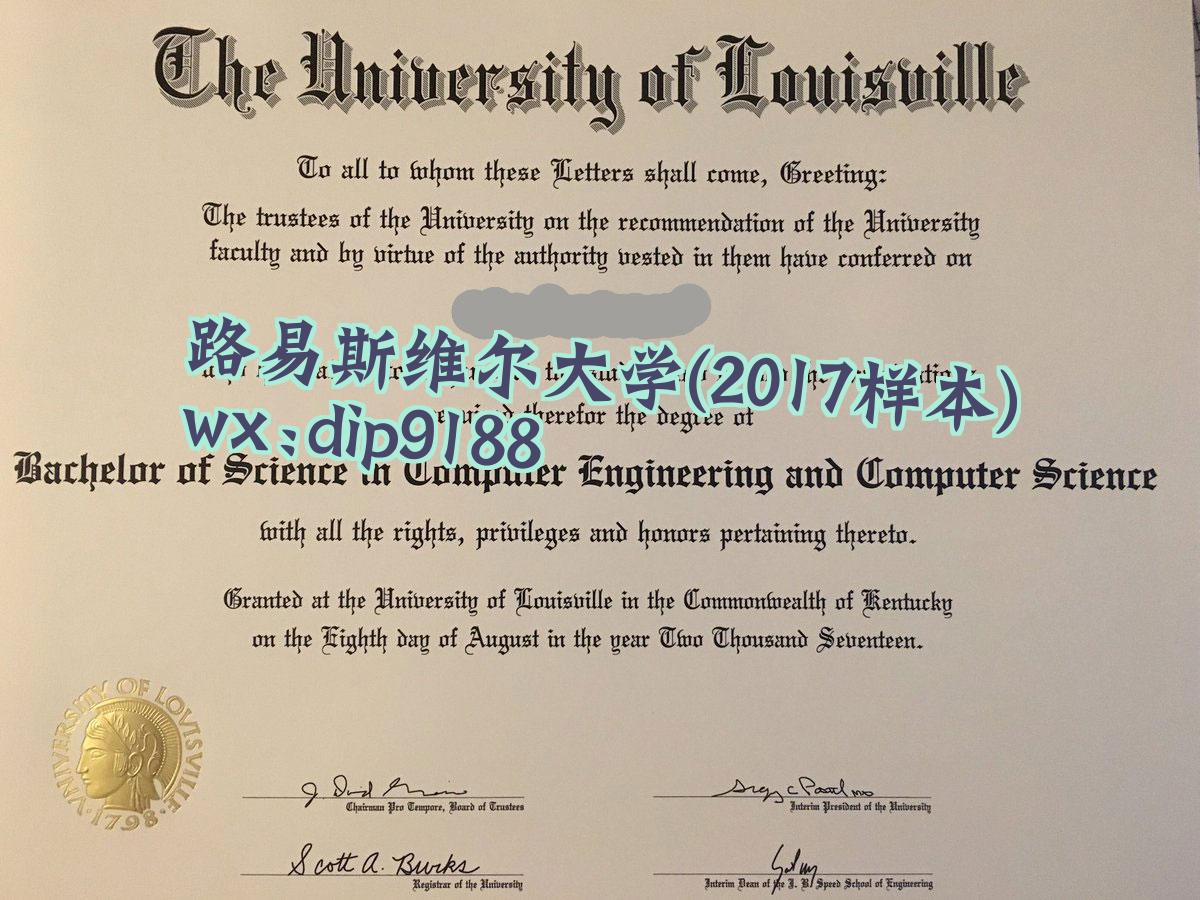 The University of Louisville
To all to whom these Letters shall come, Greeting:
The trustees of the University on the recommendation of the University
faculty and by virtue of the authority vested in them have conferred on
路易斯维尔大学(2017样本)
required therefor the degree of
wx:dip9188
Bachelor of Science in Computer Engineering and Computer Science
with all the rights, privileges and honors pertaining thereto.
Granted at the University of Louisville in the Commonwealth of Kentucky
on the Eighth day of August in the year Two Thousand Seventeen.
UNIVERSITY OF LOVISVILLE
1798
Chairman Pro Tempore, Board of Trustees
Interim President of the University
Scott A. Burks
Registrar of the University
Interim Dean of the J. B. Speed School of Engineering